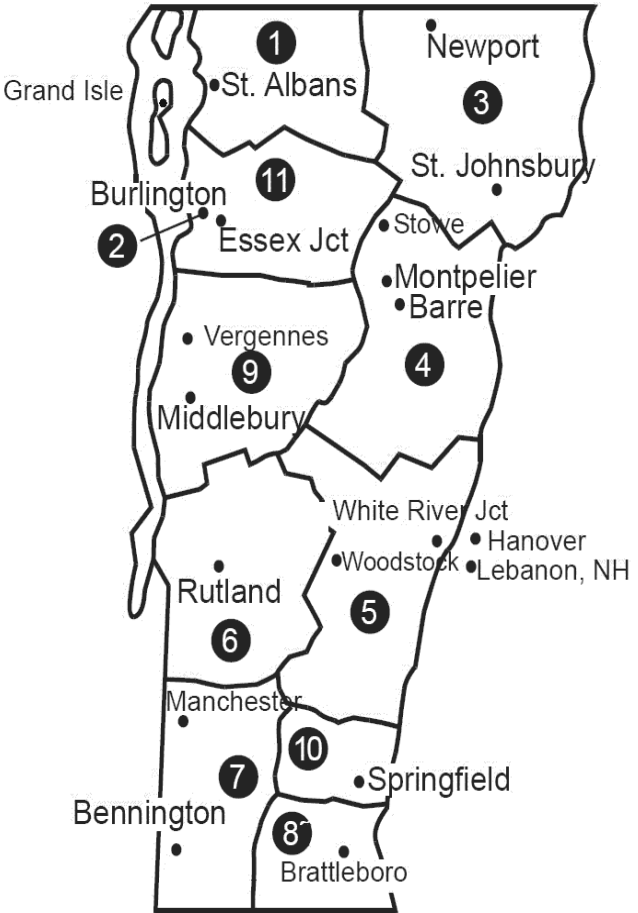 1
Newport
Grand Isle
St. Albans
3
St. Johnsbury
11
Burlington
Stowe
2
Essex Jct
Montpelier
Barre
Vergennes
9
4
Middlebury
White River Jct
Hanover
Woodstock
Lebanon, NH
Rutland
5
6
Manchester
10
7
Springfield
Bennington
8
Brattleboro